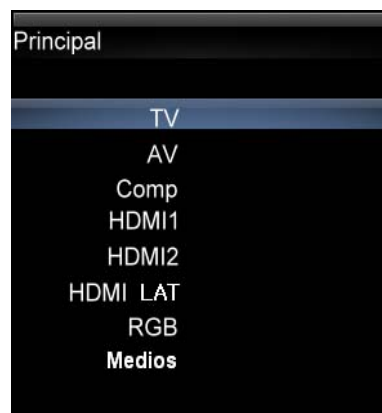 Principal
TV
AV
Comp
HDMI1
HDMI2
HDMI LAT
RGB
Medios